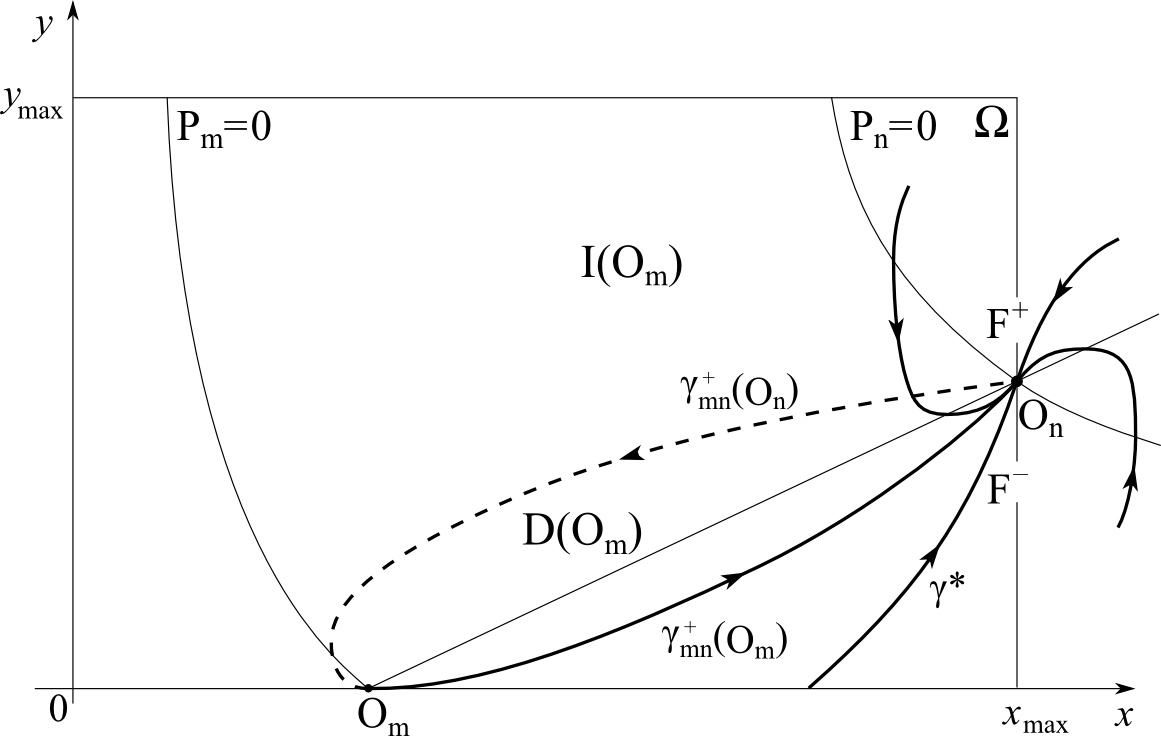 y
y_max
P_m=0
P_n=0
Ω
I(O_m)
F⁺
γ⁺_mn(O_n)
O_n
F⁻
D(O_m)
γ*
γ⁺_mn(O_m)
0
O_m
x_max
x